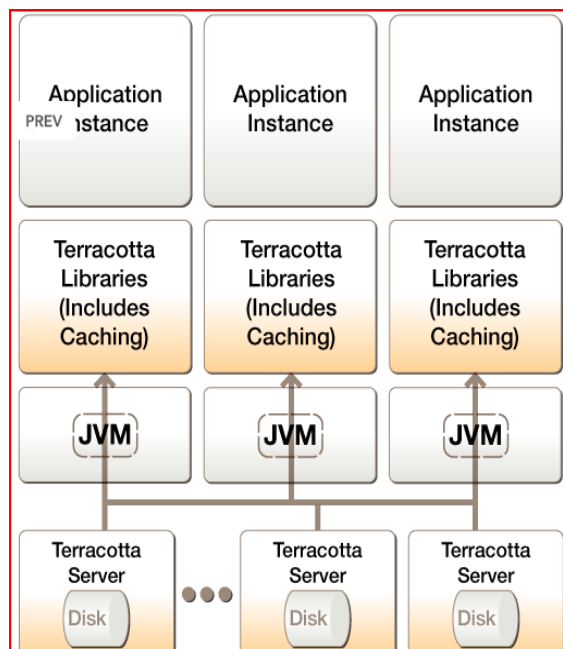 Application
Instance
Application
Instance
Application
Instance
PREV
Terracotta
Libraries
(Includes
Caching)
Terracotta
Libraries
(Includes
Caching)
Terracotta
Libraries
(Includes
Caching)
JVM
JVM
JVM
Terracotta
Server
Disk
Terracotta
Server
Disk
Terracotta
Server
Disk